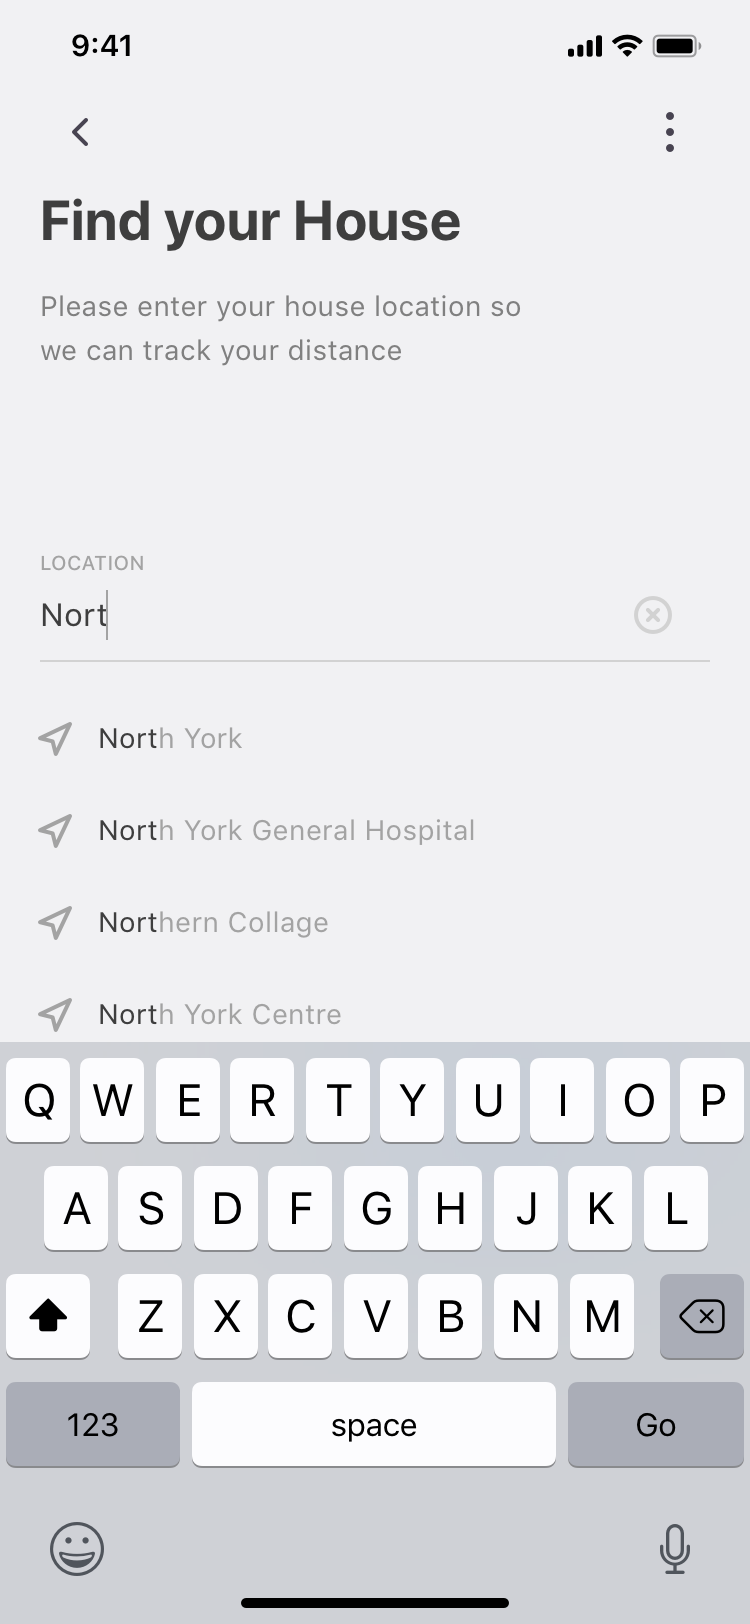 9:41
Find your House
Please enter your house location so
we can track your distance
LOCATION
Nort
North York
North York General Hospital
Northern Collage
North York Centre
Q W E R T Y U I O P
A S D F G H J K L
Z X C V B N M
123 space Go